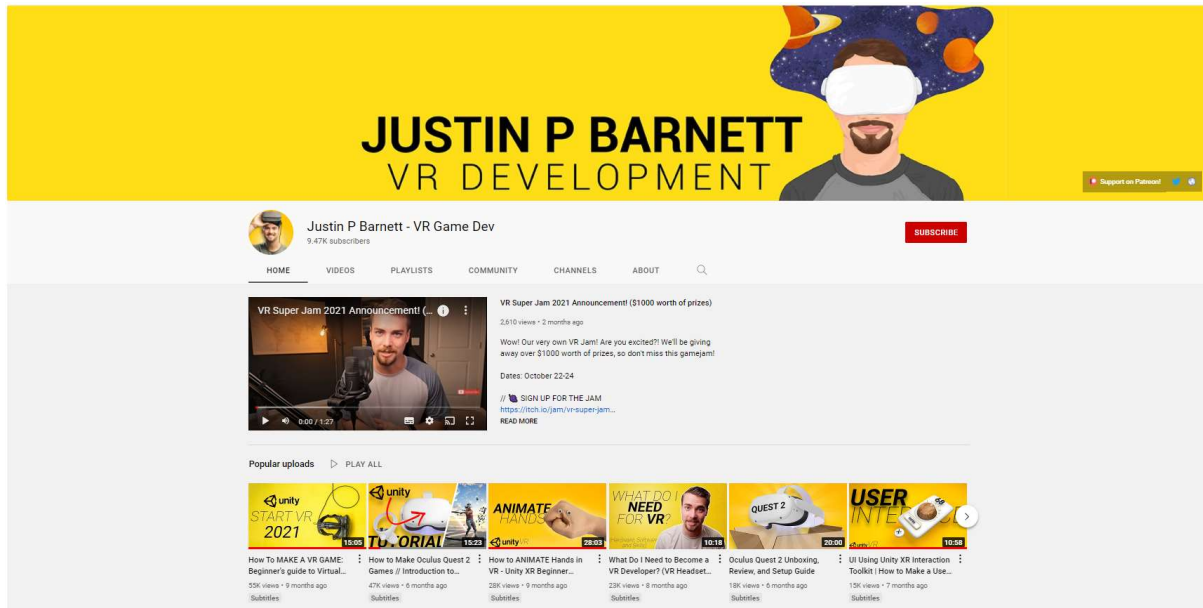 JUSTIN P BARNETT
VR DEVELOPMENT
Support on Patreon!
Justin P Barnett - VR Game Dev
9.47K subscribers
SUBSCRIBE
HOME VIDEOS PLAYLISTS COMMUNITY CHANNELS ABOUT
VR Super Jam 2021 Announcement! (...
0:00 / 1:27
VR Super Jam 2021 Announcement! ($1000 worth of prizes)
2,610 views • 2 months ago
Wow! Our very own VR Jam! Are you excited?! We'll be giving
away over $1000 worth of prizes, so don't miss this gamejam!
Dates: October 22-24
// 🍇 SIGN UP FOR THE JAM
https://itch.io/jam/vr-super-jam...
READ MORE
Popular uploads PLAY ALL
unity
START VR
2021
15:05
How To MAKE A VR GAME:
Beginner's guide to Virtual...
55K views • 9 months ago
Subtitles
unity
TUTORIAL
15:23
How to Make Oculus Quest 2
Games // Introduction to...
47K views • 6 months ago
Subtitles
ANIMATE
HANDS
unity
28:03
How to ANIMATE Hands in
VR - Unity XR Beginner...
28K views • 9 months ago
Subtitles
WHAT DO I
NEED
FOR VR?
10:18
What Do I Need to Become a
VR Developer? (VR Headset...
23K views • 8 months ago
Subtitles
QUEST 2
20:00
Oculus Quest 2 Unboxing,
Review, and Setup Guide
18K views • 6 months ago
Subtitles
USER
10:58
UI Using Unity XR Interaction
Toolkit | How to Make a Use...
15K views • 7 months ago
Subtitles